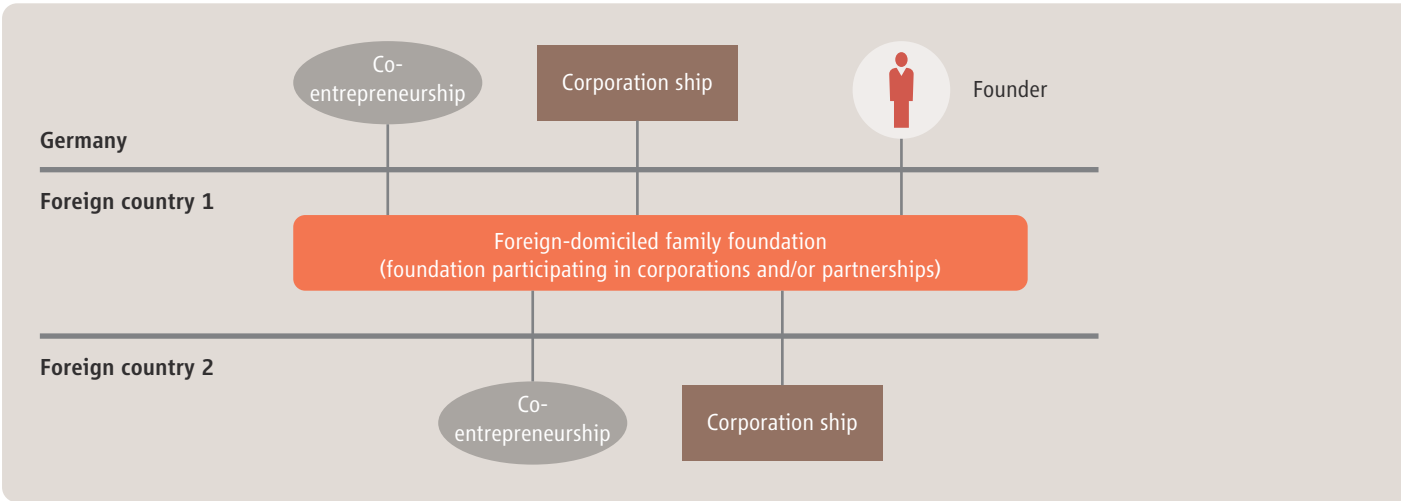 Co-
entrepreneurship
Corporation ship
Founder
Germany
Foreign country 1
Foreign-domiciled family foundation
(foundation participating in corporations and/or partnerships)
Foreign country 2
Co-
entrepreneurship
Corporation ship